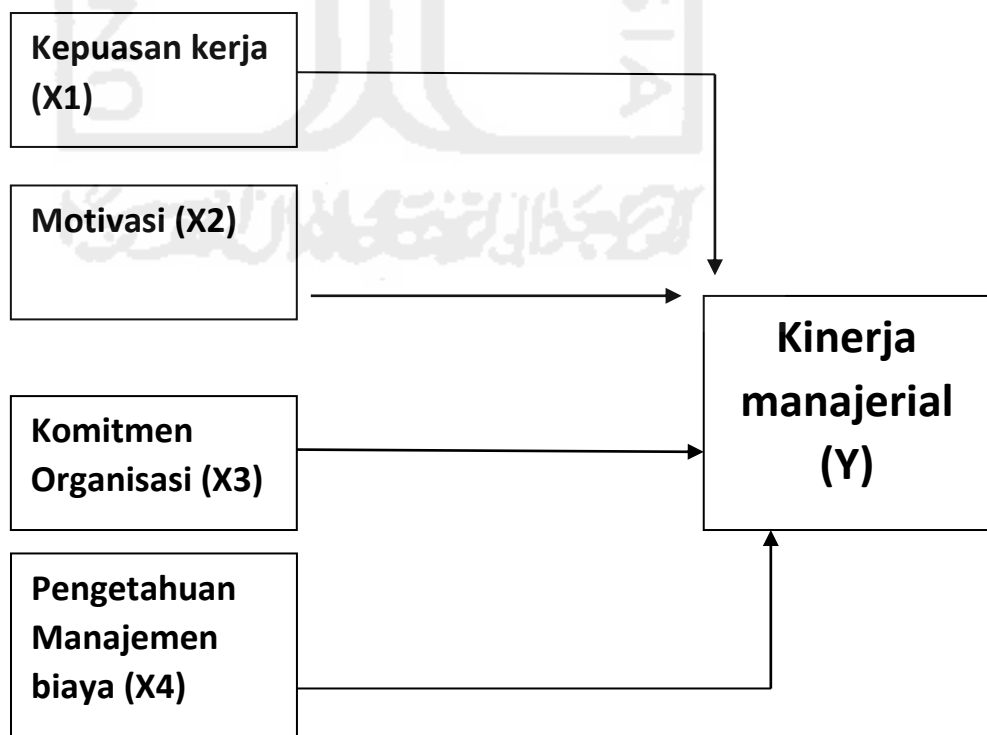 Kepuasan kerja
(X1)
Motivasi (X2)
Komitmen
Organisasi (X3)
Pengetahuan
Manajemen
biaya (X4)
Kinerja
manajerial
(Y)